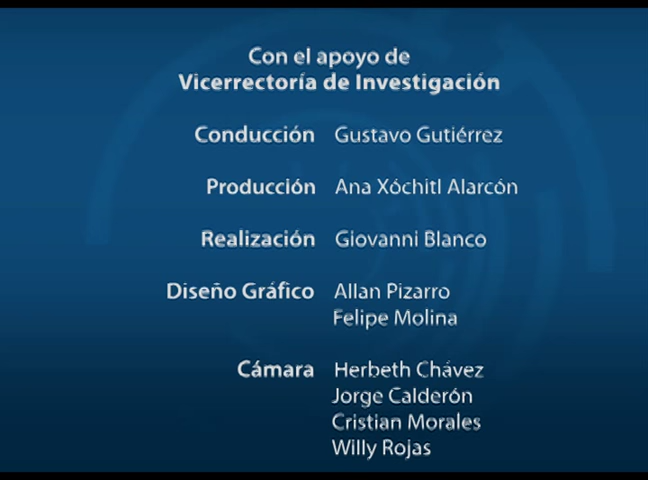 Con el apoyo de
Vicerrectoría de Investigación
Conducción Gustavo Gutiérrez
Producción Ana Xóchitl Alarcón
Realización Giovanni Blanco
Diseño Gráfico Allan Pizarro
Felipe Molina
Cámara Herbeth Chávez
Jorge Calderón
Cristian Morales
Willy Rojas